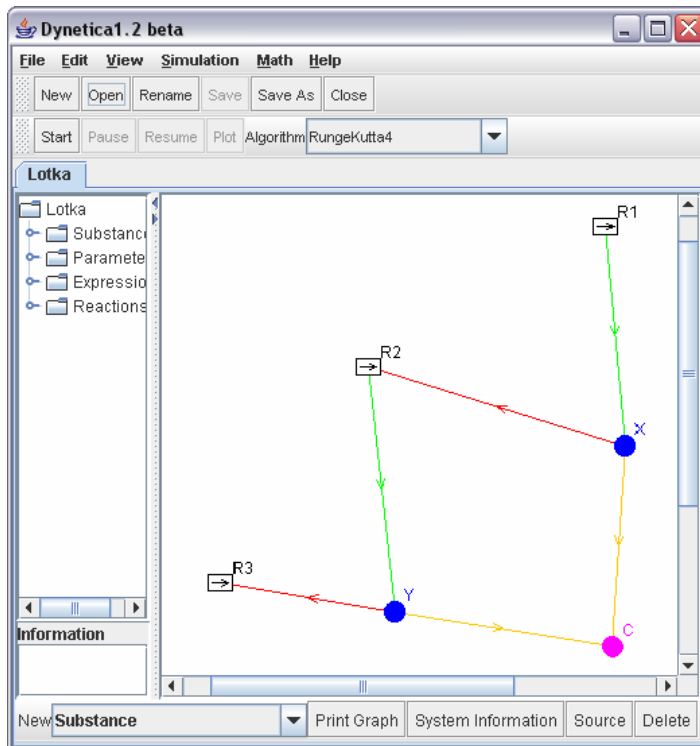 Dynetica1.2 beta
File Edit View Simulation Math Help
New Open Rename Save Save As Close
Start Pause Resume Plot Algorithm RungeKutta4
Lotka
Lotka
Substanc
Paramete
Expressio
Reactions
R1
R2
X
R3
Y
C
Information
New Substance Print Graph System Information Source Delete